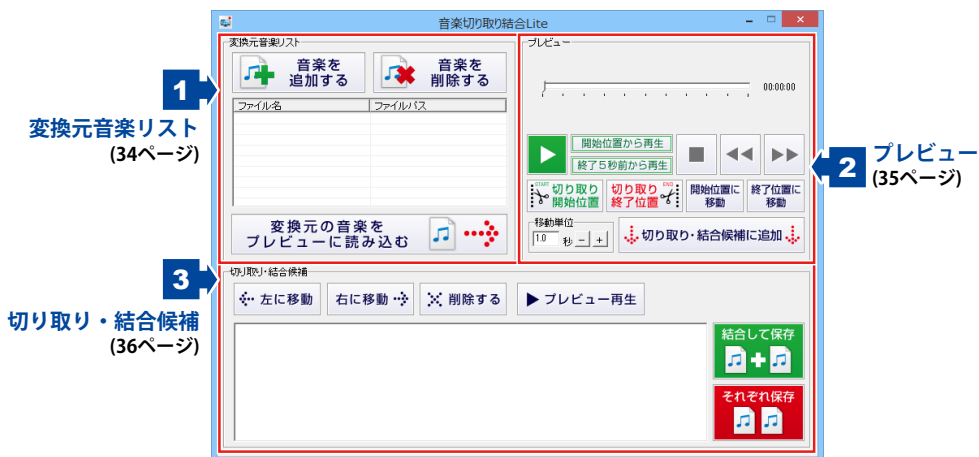 音楽切り取り結合Lite
1
変換元音楽リスト
(34ページ)
変換元音楽リスト
音楽を
追加する
音楽を
削除する
ファイル名 ファイルパス
変換元の音楽を
プレビューに読み込む
2
プレビュー
(35ページ)
プレビュー
00:00:00
開始位置から再生
終了5秒前から再生
START
切り取り
開始位置
END
切り取り
終了位置
開始位置に
移動
終了位置に
移動
移動単位
1.0 秒 - +
切り取り・結合候補に追加
3
切り取り・結合候補
(36ページ)
切り取り・結合候補
左に移動 右に移動 削除する プレビュー再生
結合して保存
それぞれ保存